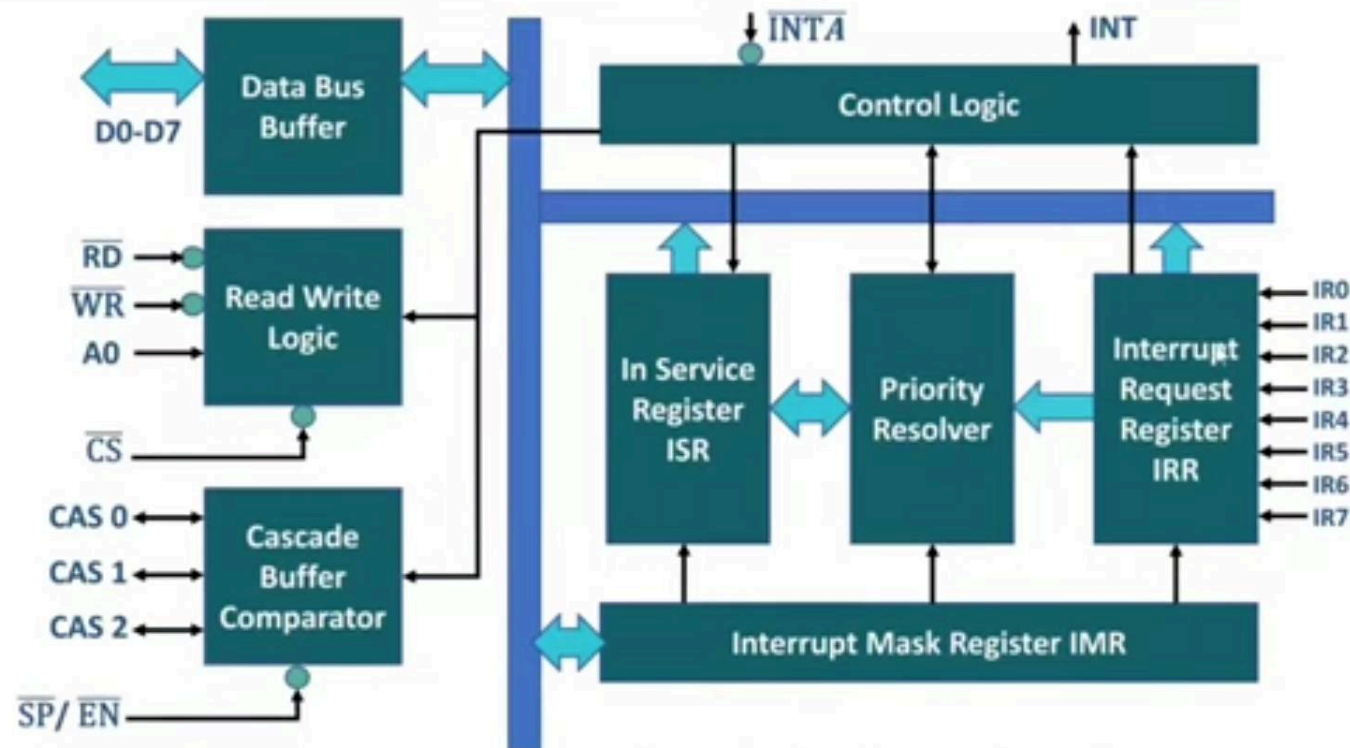 INTA
INT
Data Bus
Buffer
Control Logic
D0-D7
RD
WR
A0
Read Write
Logic
CS
In Service
Register
ISR
Priority
Resolver
Interrupt
Request
Register
IRR
IR0
IR1
IR2
IR3
IR4
IR5
IR6
IR7
CAS 0
CAS 1
CAS 2
Cascade
Buffer
Comparator
Interrupt Mask Register IMR
SP/ EN